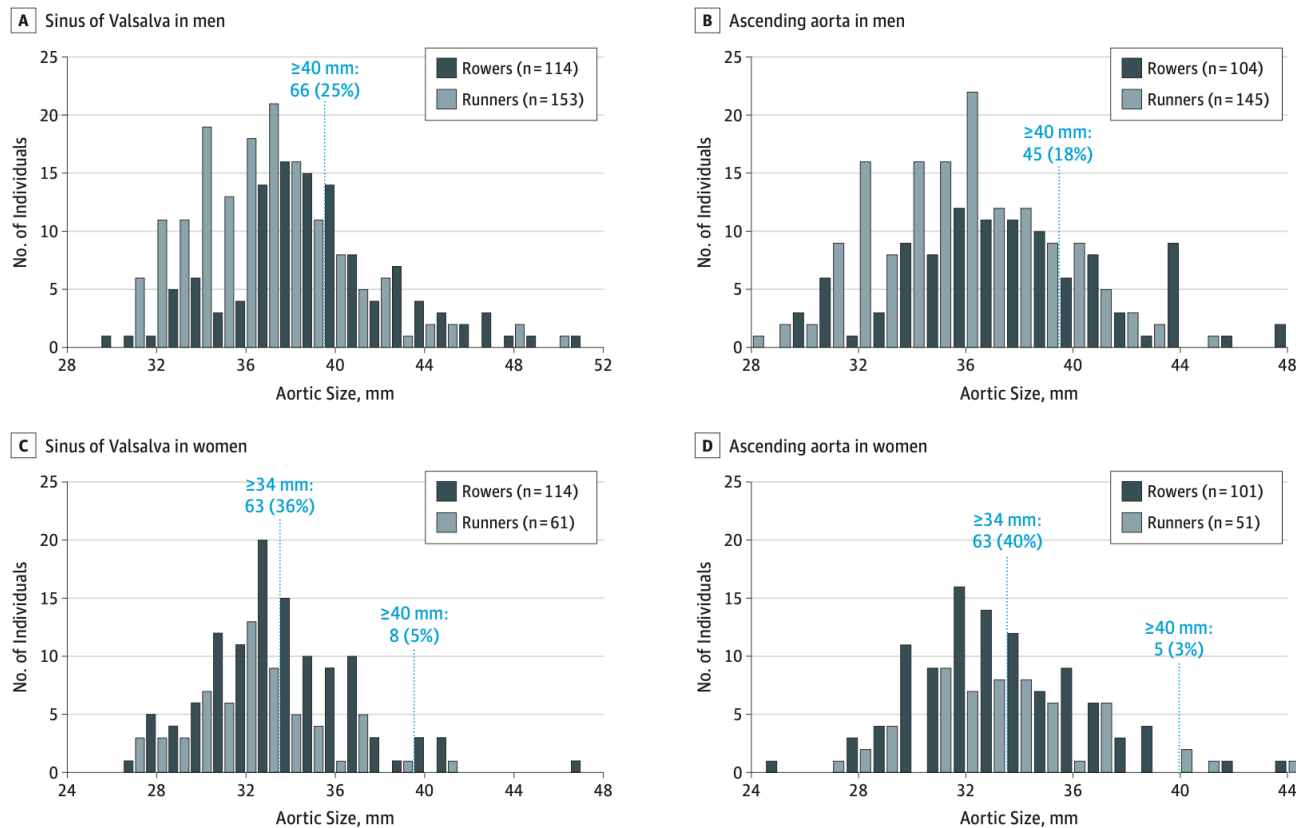 A Sinus of Valsalva in men
25
20
15
10
5
0
No. of Individuals
≥40 mm:
66 (25%)
Rowers (n=114)
Runners (n=153)
28 32 36 40 44 48 52
Aortic Size, mm
B Ascending aorta in men
25
20
15
10
5
0
No. of Individuals
≥40 mm:
45 (18%)
Rowers (n=104)
Runners (n=145)
28 32 36 40 44 48
Aortic Size, mm
C Sinus of Valsalva in women
25
20
15
10
5
0
No. of Individuals
≥34 mm:
63 (36%)
≥40 mm:
8 (5%)
Rowers (n=114)
Runners (n=61)
24 28 32 36 40 44 48
Aortic Size, mm
D Ascending aorta in women
25
20
15
10
5
0
No. of Individuals
≥34 mm:
63 (40%)
≥40 mm:
5 (3%)
Rowers (n=101)
Runners (n=51)
24 28 32 36 40 44
Aortic Size, mm